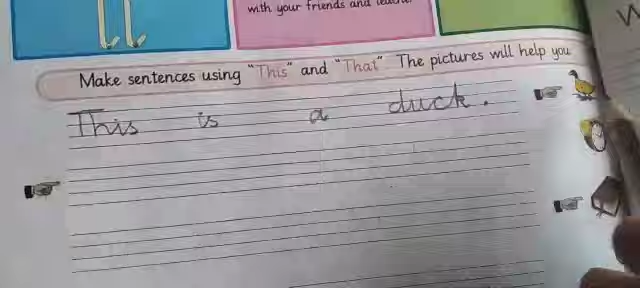 with your friends and
Make sentences using "This" and "That" The pictures will help you
This is a duck.